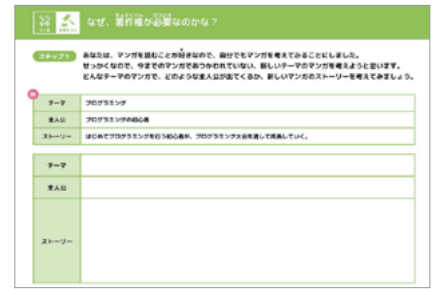 なぜ、著作権が必要なのかな？
ステップ1
あなたは、マンガを読むことが好きなので、自分でもマンガを考えてみることにしました。
せっかくなので、今までのマンガであつかわれていない、新しいテーマのマンガを考えようと思います。
どんなテーマのマンガで、どのような主人公が出てくるか、新しいマンガのストーリーを考えてみましょう。
例
テーマ プログラミング
主人公 プログラミングの初心者
ストーリー はじめてプログラミングを行う初心者が、プログラミング大会を通して成長していく。
テーマ
主人公
ストーリー